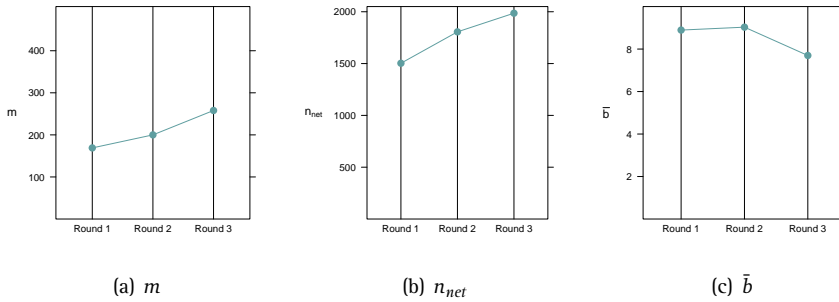 400
300
200
100
m
Round 1 Round 2 Round 3
(a) m
2000
1500
1000
500
n_net
Round 1 Round 2 Round 3
(b) n_net
8
6
4
2
b̄
Round 1 Round 2 Round 3
(c) b̄